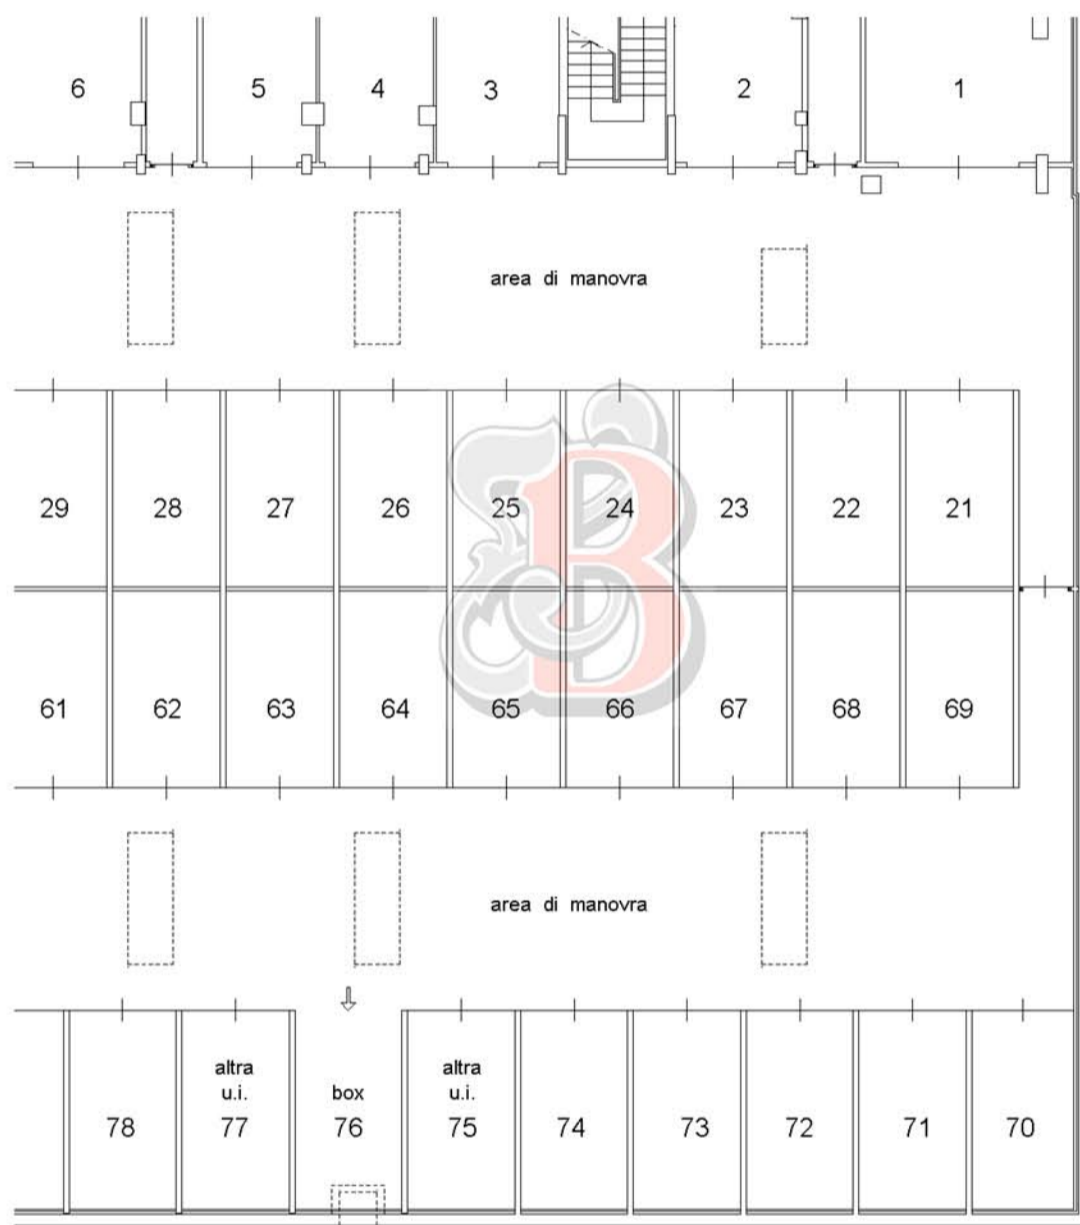 6 5 4 3 2 1
area di manovra
29 28 27 26 25 24 23 22 21
61 62 63 64 65 66 67 68 69
area di manovra
altra altra
u.i. box u.i.
78 77 76 75 74 73 72 71 70
B